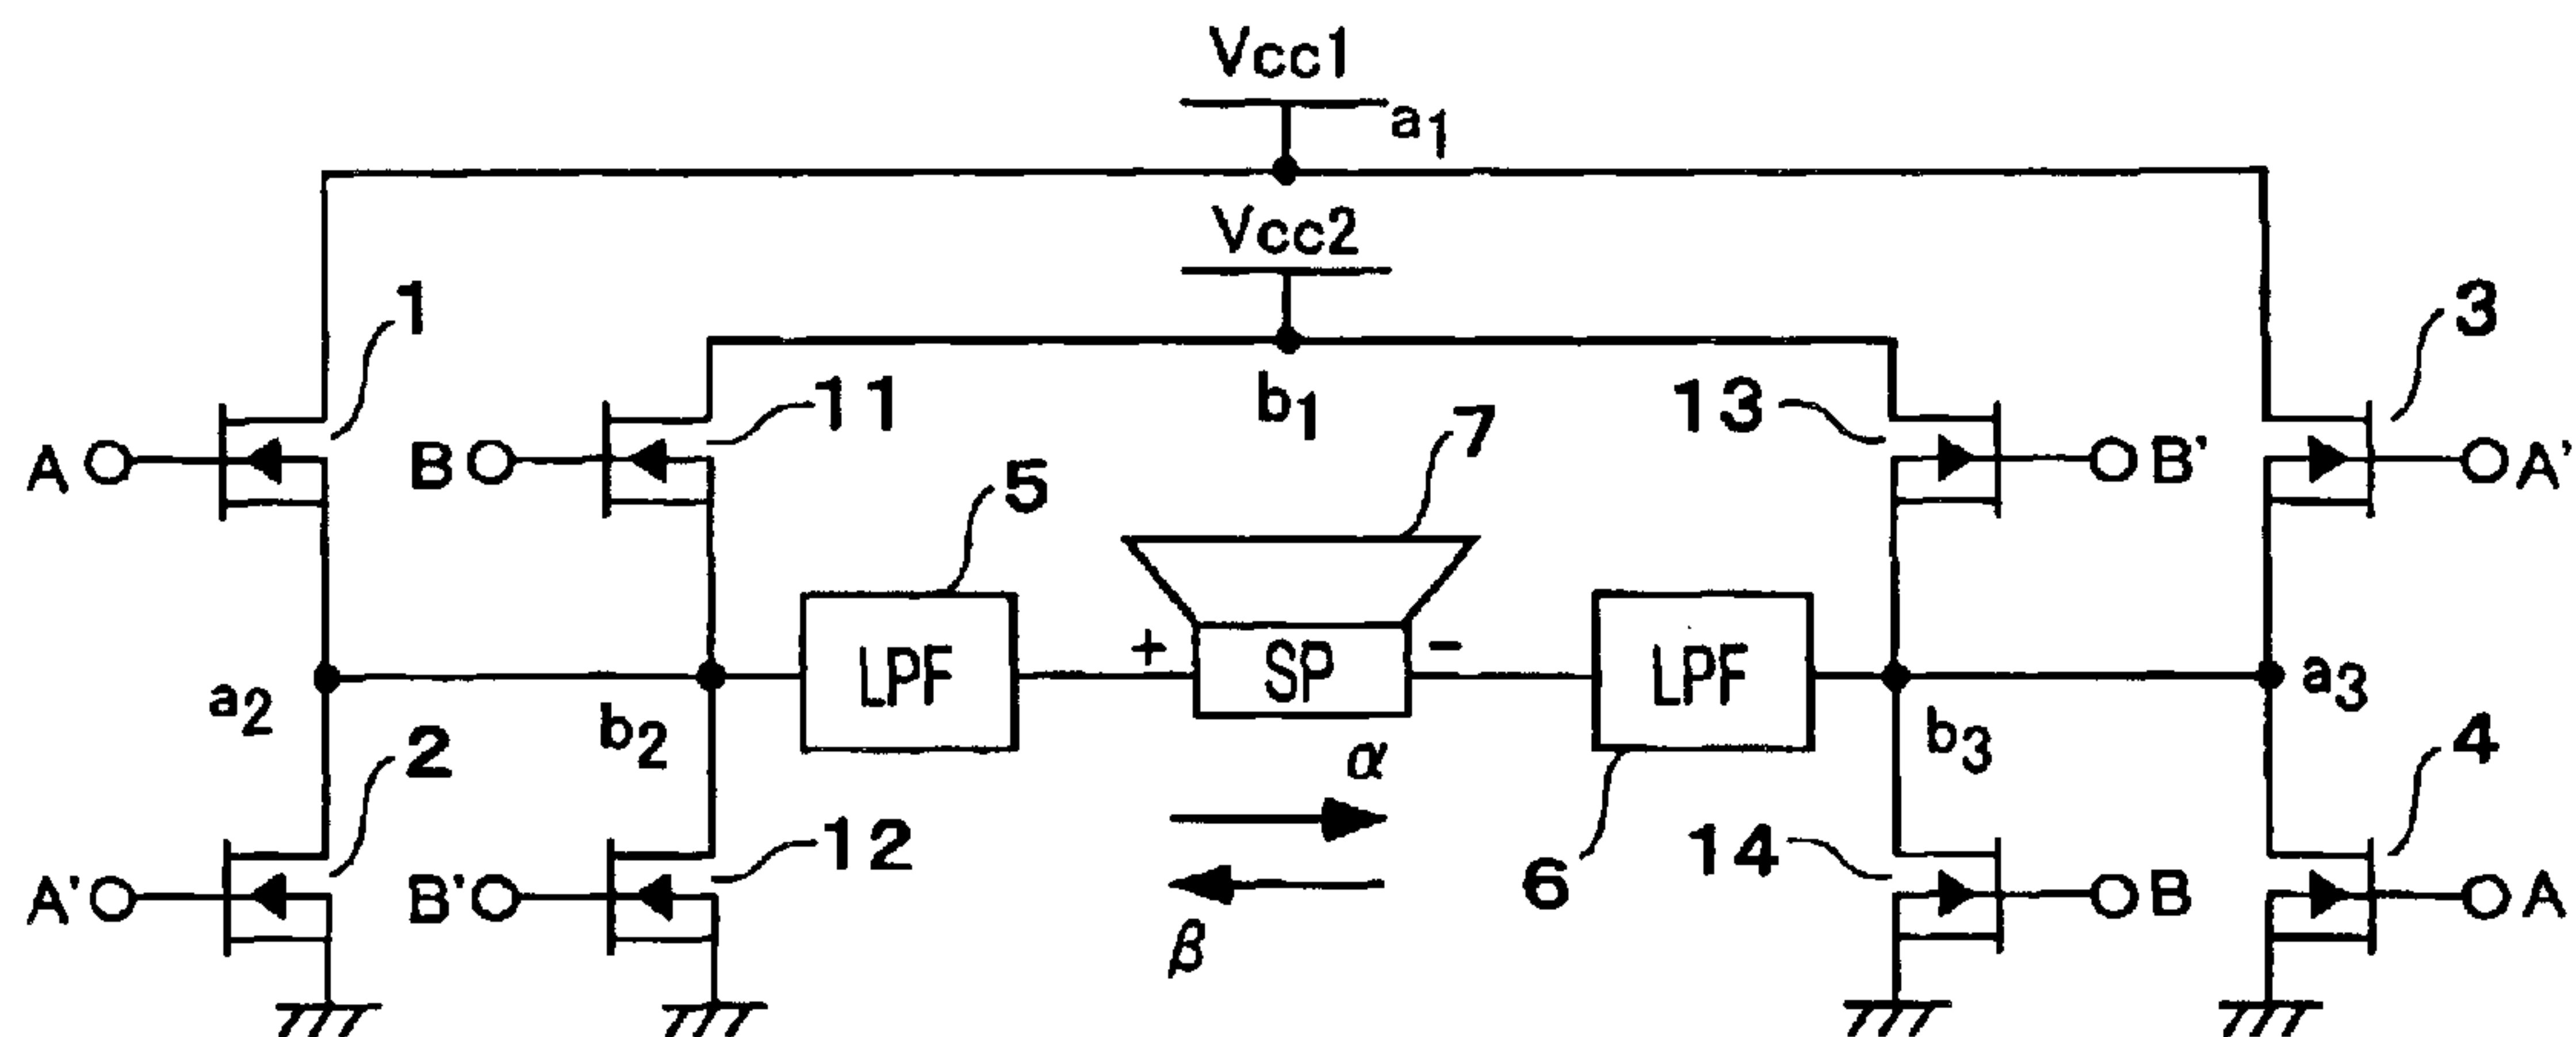 Vcc1
a1
Vcc2
b1
1
11
7
13
3
A
B
B'
A'
5
6
LPF
+
SP
-
LPF
a2
b2
α
β
b3
a3
2
12
14
4
A'
B'
B
A